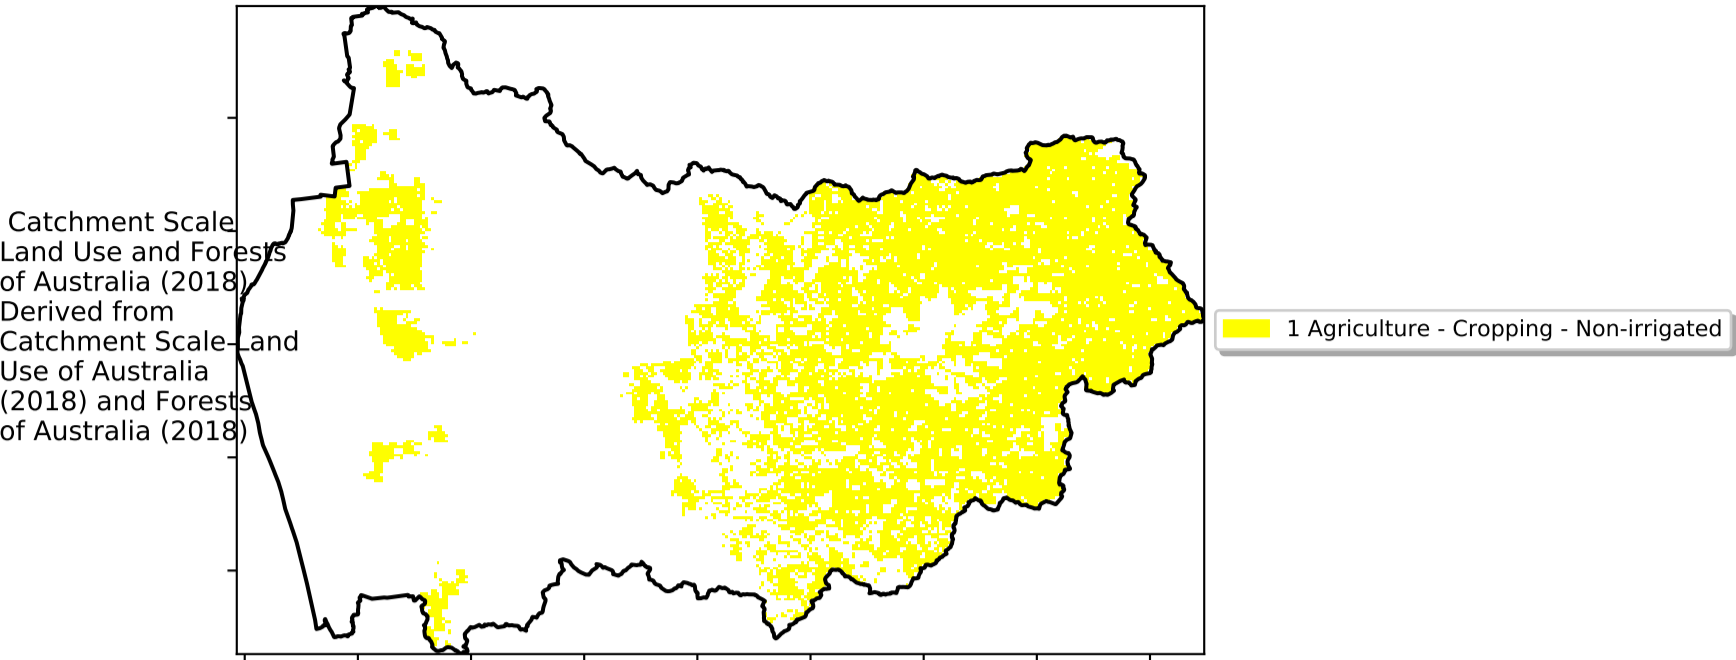 Catchment Scale
Land Use and Forests
of Australia (2018)
Derived from
Catchment Scale Land
Use of Australia
(2018) and Forests
of Australia (2018)
1 Agriculture - Cropping - Non-irrigated